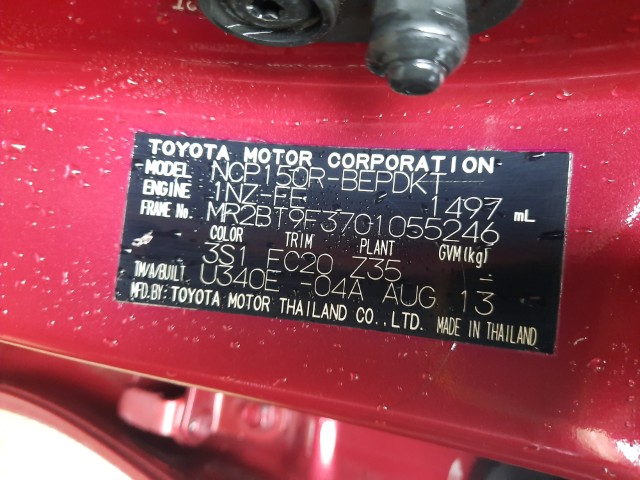 TOYOTA MOTOR CORPORATION
MODEL NCP150R-BEPDKT
ENGINE 1NZ-FE 1497 mL
FRAME No. MR2BT9F3701055246
COLOR TRIM PLANT GVM(kg)
3S1 FC20 Z35 -
TM/A/BUILT U340E -04A AUG 13
MFD.BY: TOYOTA MOTOR THAILAND CO., LTD. MADE IN THAILAND